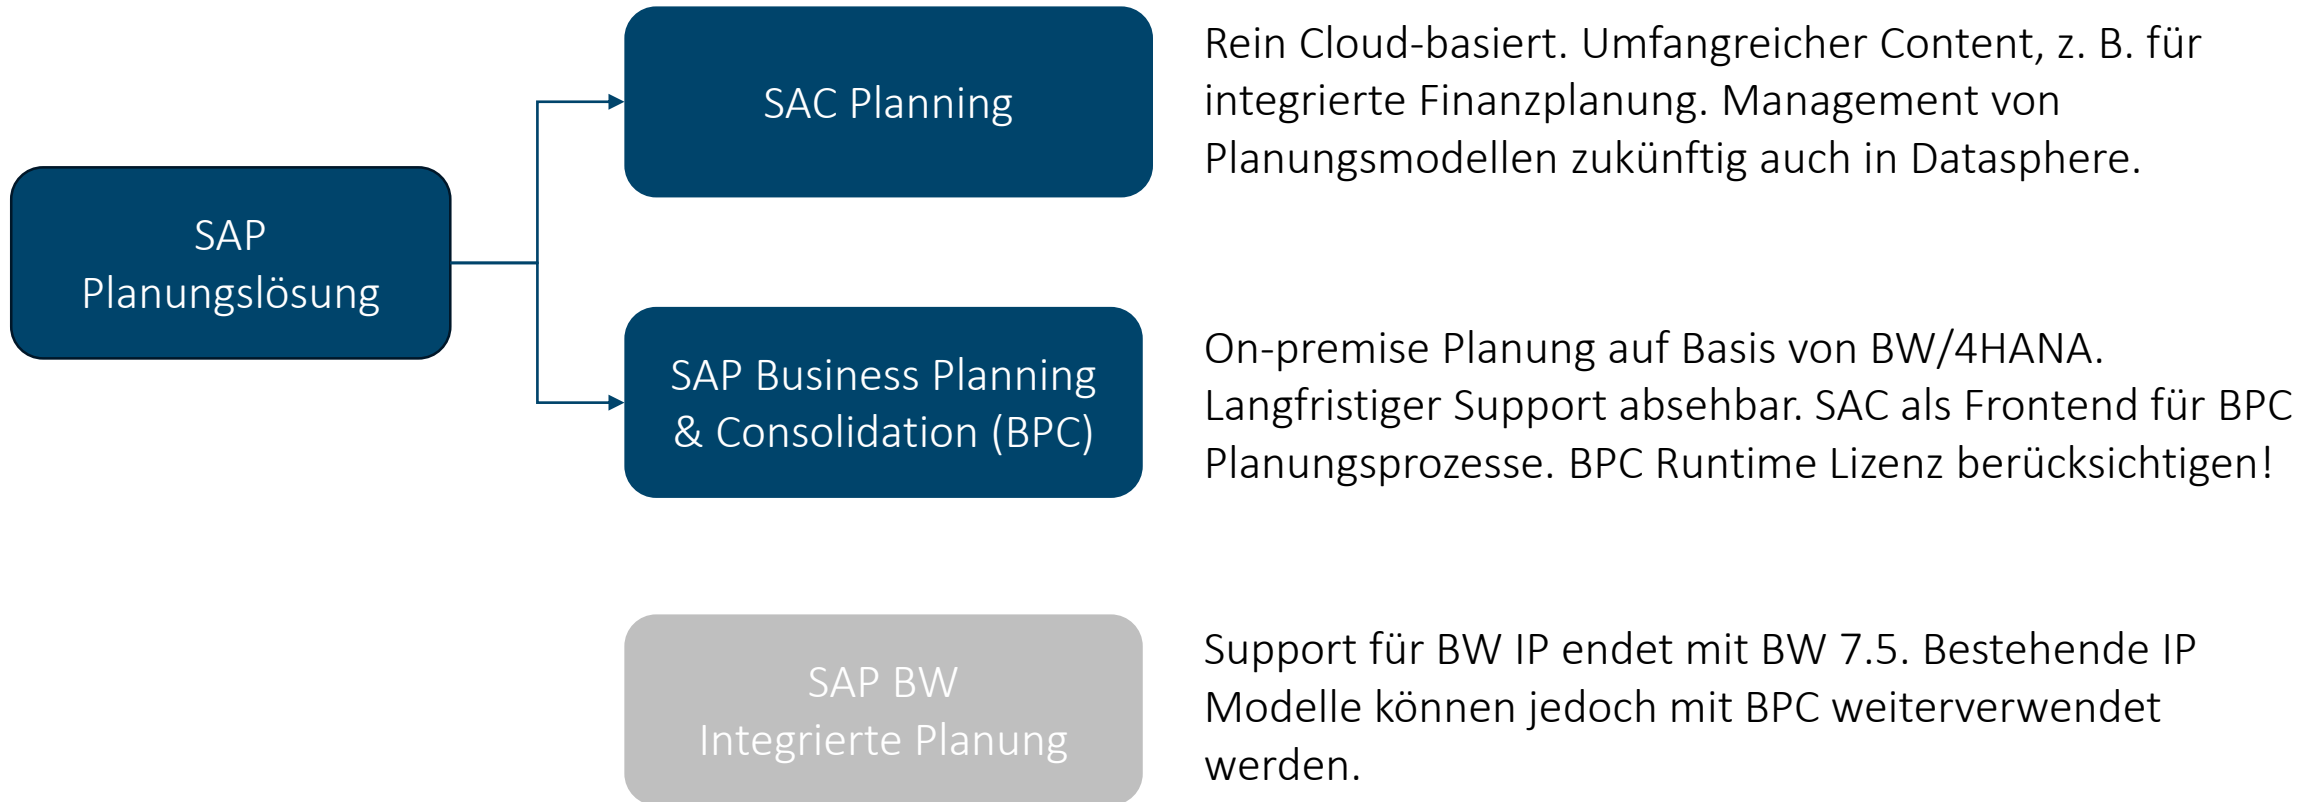 SAC Planning
Rein Cloud-basiert. Umfangreicher Content, z. B. für
integrierte Finanzplanung. Management von
Planungsmodellen zukünftig auch in Datasphere.
SAP
Planungslösung
SAP Business Planning
& Consolidation (BPC)
On-premise Planung auf Basis von BW/4HANA.
Langfristiger Support absehbar. SAC als Frontend für BPC
Planungsprozesse. BPC Runtime Lizenz berücksichtigen!
SAP BW
Integrierte Planung
Support für BW IP endet mit BW 7.5. Bestehende IP
Modelle können jedoch mit BPC weiterverwendet
werden.